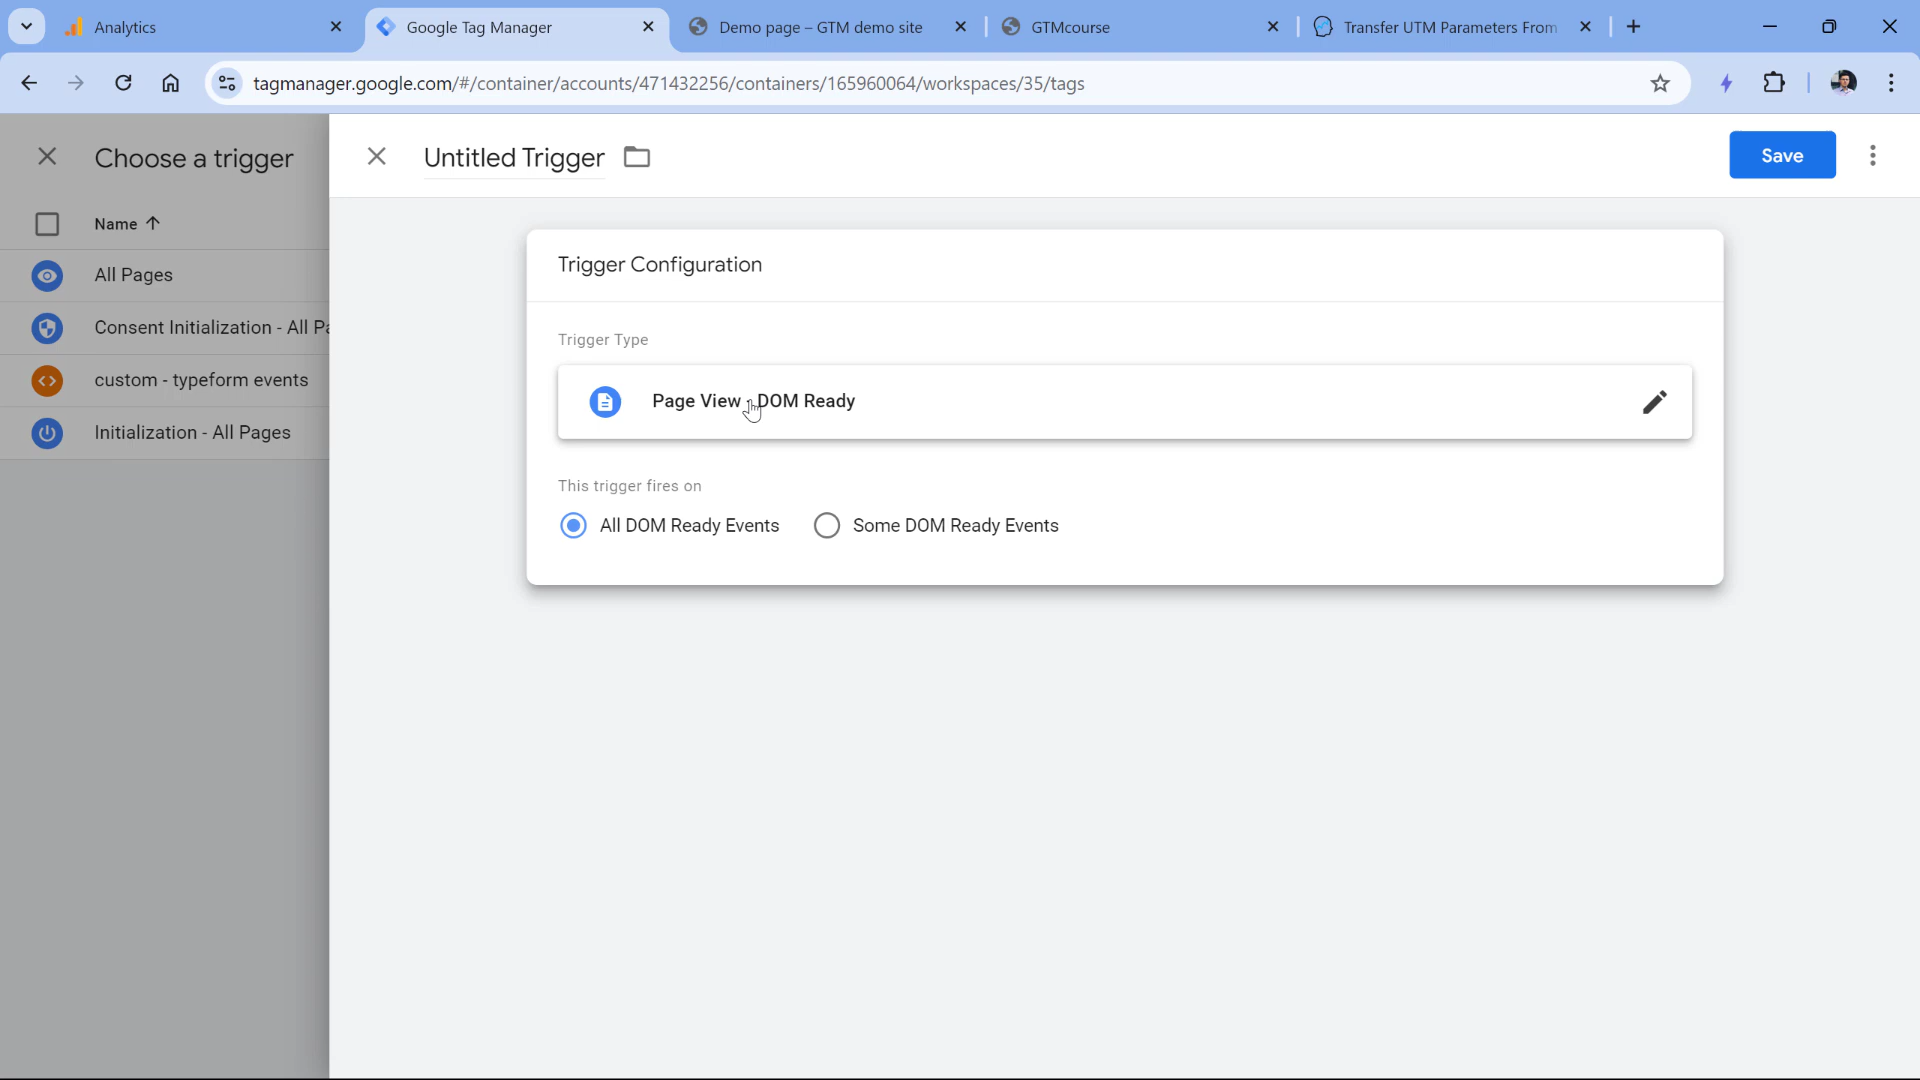 Analytics
Google Tag Manager
Demo page – GTM demo site
GTMcourse
Transfer UTM Parameters From
tagmanager.google.com/#/container/accounts/471432256/containers/165960064/workspaces/35/tags
Choose a trigger
Untitled Trigger
Save
Name
Trigger Configuration
All Pages
Consent Initialization - All Pa
Trigger Type
custom - typeform events
Page View - DOM Ready
Initialization - All Pages
This trigger fires on
All DOM Ready Events
Some DOM Ready Events